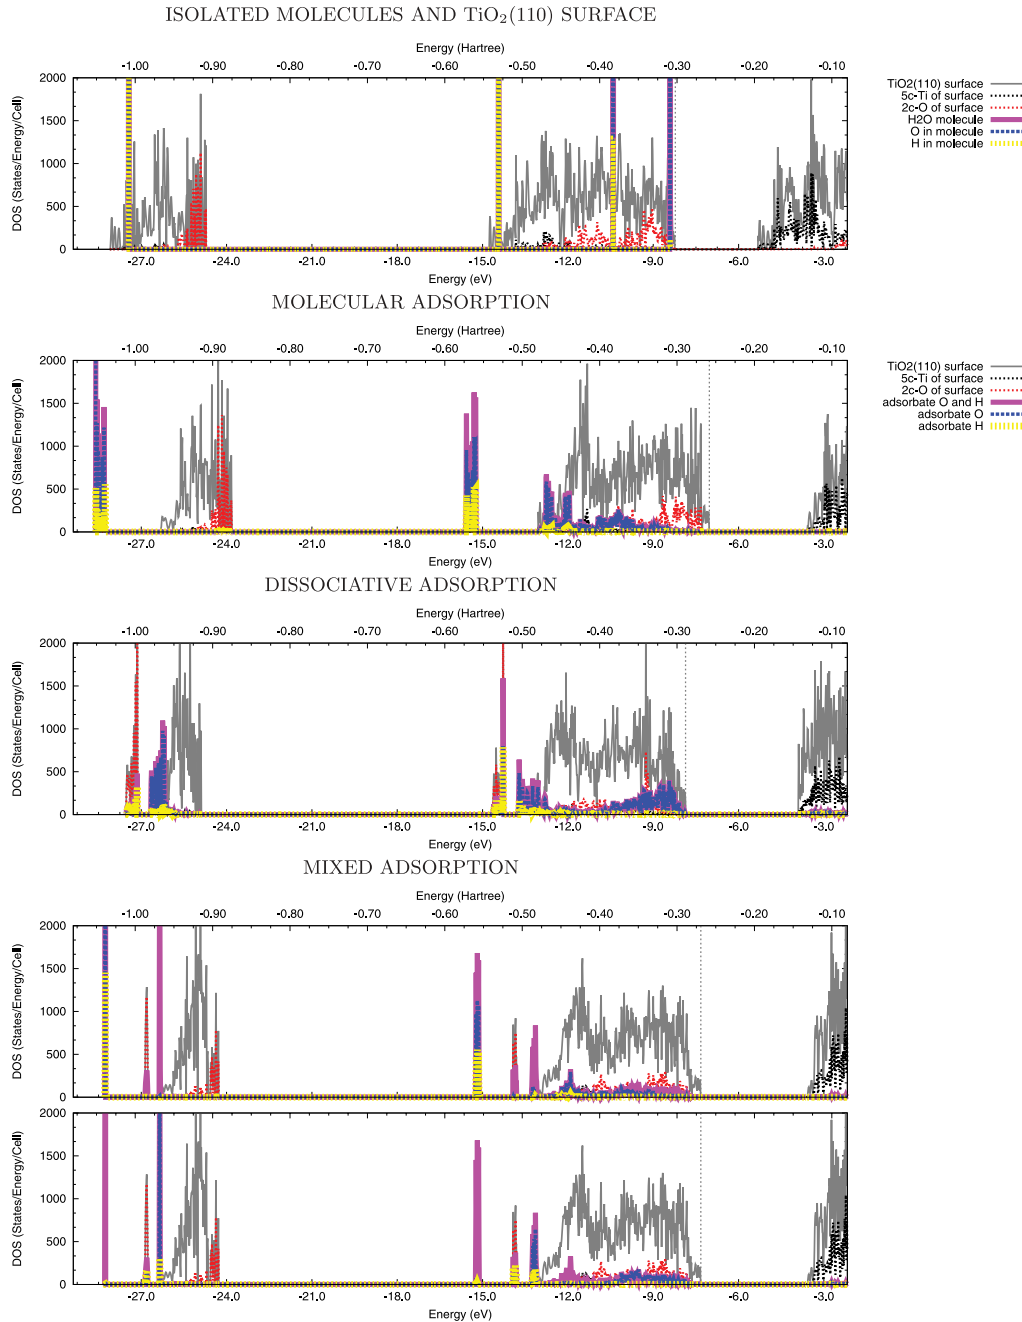 ISOLATED MOLECULES AND TiO₂(110) SURFACE
Energy (Hartree)
-1.00 -0.90 -0.80 -0.70 -0.60 -0.50 -0.40 -0.30 -0.20 -0.10
DOS (States/Energy/Cell)
2000
1500
1000
500
0
-27.0 -24.0 -21.0 -18.0 -15.0 -12.0 -9.0 -6.0 -3.0
Energy (eV)
TiO2(110) surface
5c-Ti of surface
2c-O of surface
H2O molecule
O in molecule
H in molecule
MOLECULAR ADSORPTION
Energy (Hartree)
-1.00 -0.90 -0.80 -0.70 -0.60 -0.50 -0.40 -0.30 -0.20 -0.10
DOS (States/Energy/Cell)
2000
1500
1000
500
0
-27.0 -24.0 -21.0 -18.0 -15.0 -12.0 -9.0 -6.0 -3.0
Energy (eV)
TiO2(110) surface
5c-Ti of surface
2c-O of surface
adsorbate O and H
adsorbate O
adsorbate H
DISSOCIATIVE ADSORPTION
Energy (Hartree)
-1.00 -0.90 -0.80 -0.70 -0.60 -0.50 -0.40 -0.30 -0.20 -0.10
DOS (States/Energy/Cell)
2000
1500
1000
500
0
-27.0 -24.0 -21.0 -18.0 -15.0 -12.0 -9.0 -6.0 -3.0
Energy (eV)
MIXED ADSORPTION
Energy (Hartree)
-1.00 -0.90 -0.80 -0.70 -0.60 -0.50 -0.40 -0.30 -0.20 -0.10
DOS (States/Energy/Cell)
2000
1500
1000
500
0
DOS (States/Energy/Cell)
2000
1500
1000
500
0
-27.0 -24.0 -21.0 -18.0 -15.0 -12.0 -9.0 -6.0 -3.0
Energy (eV)